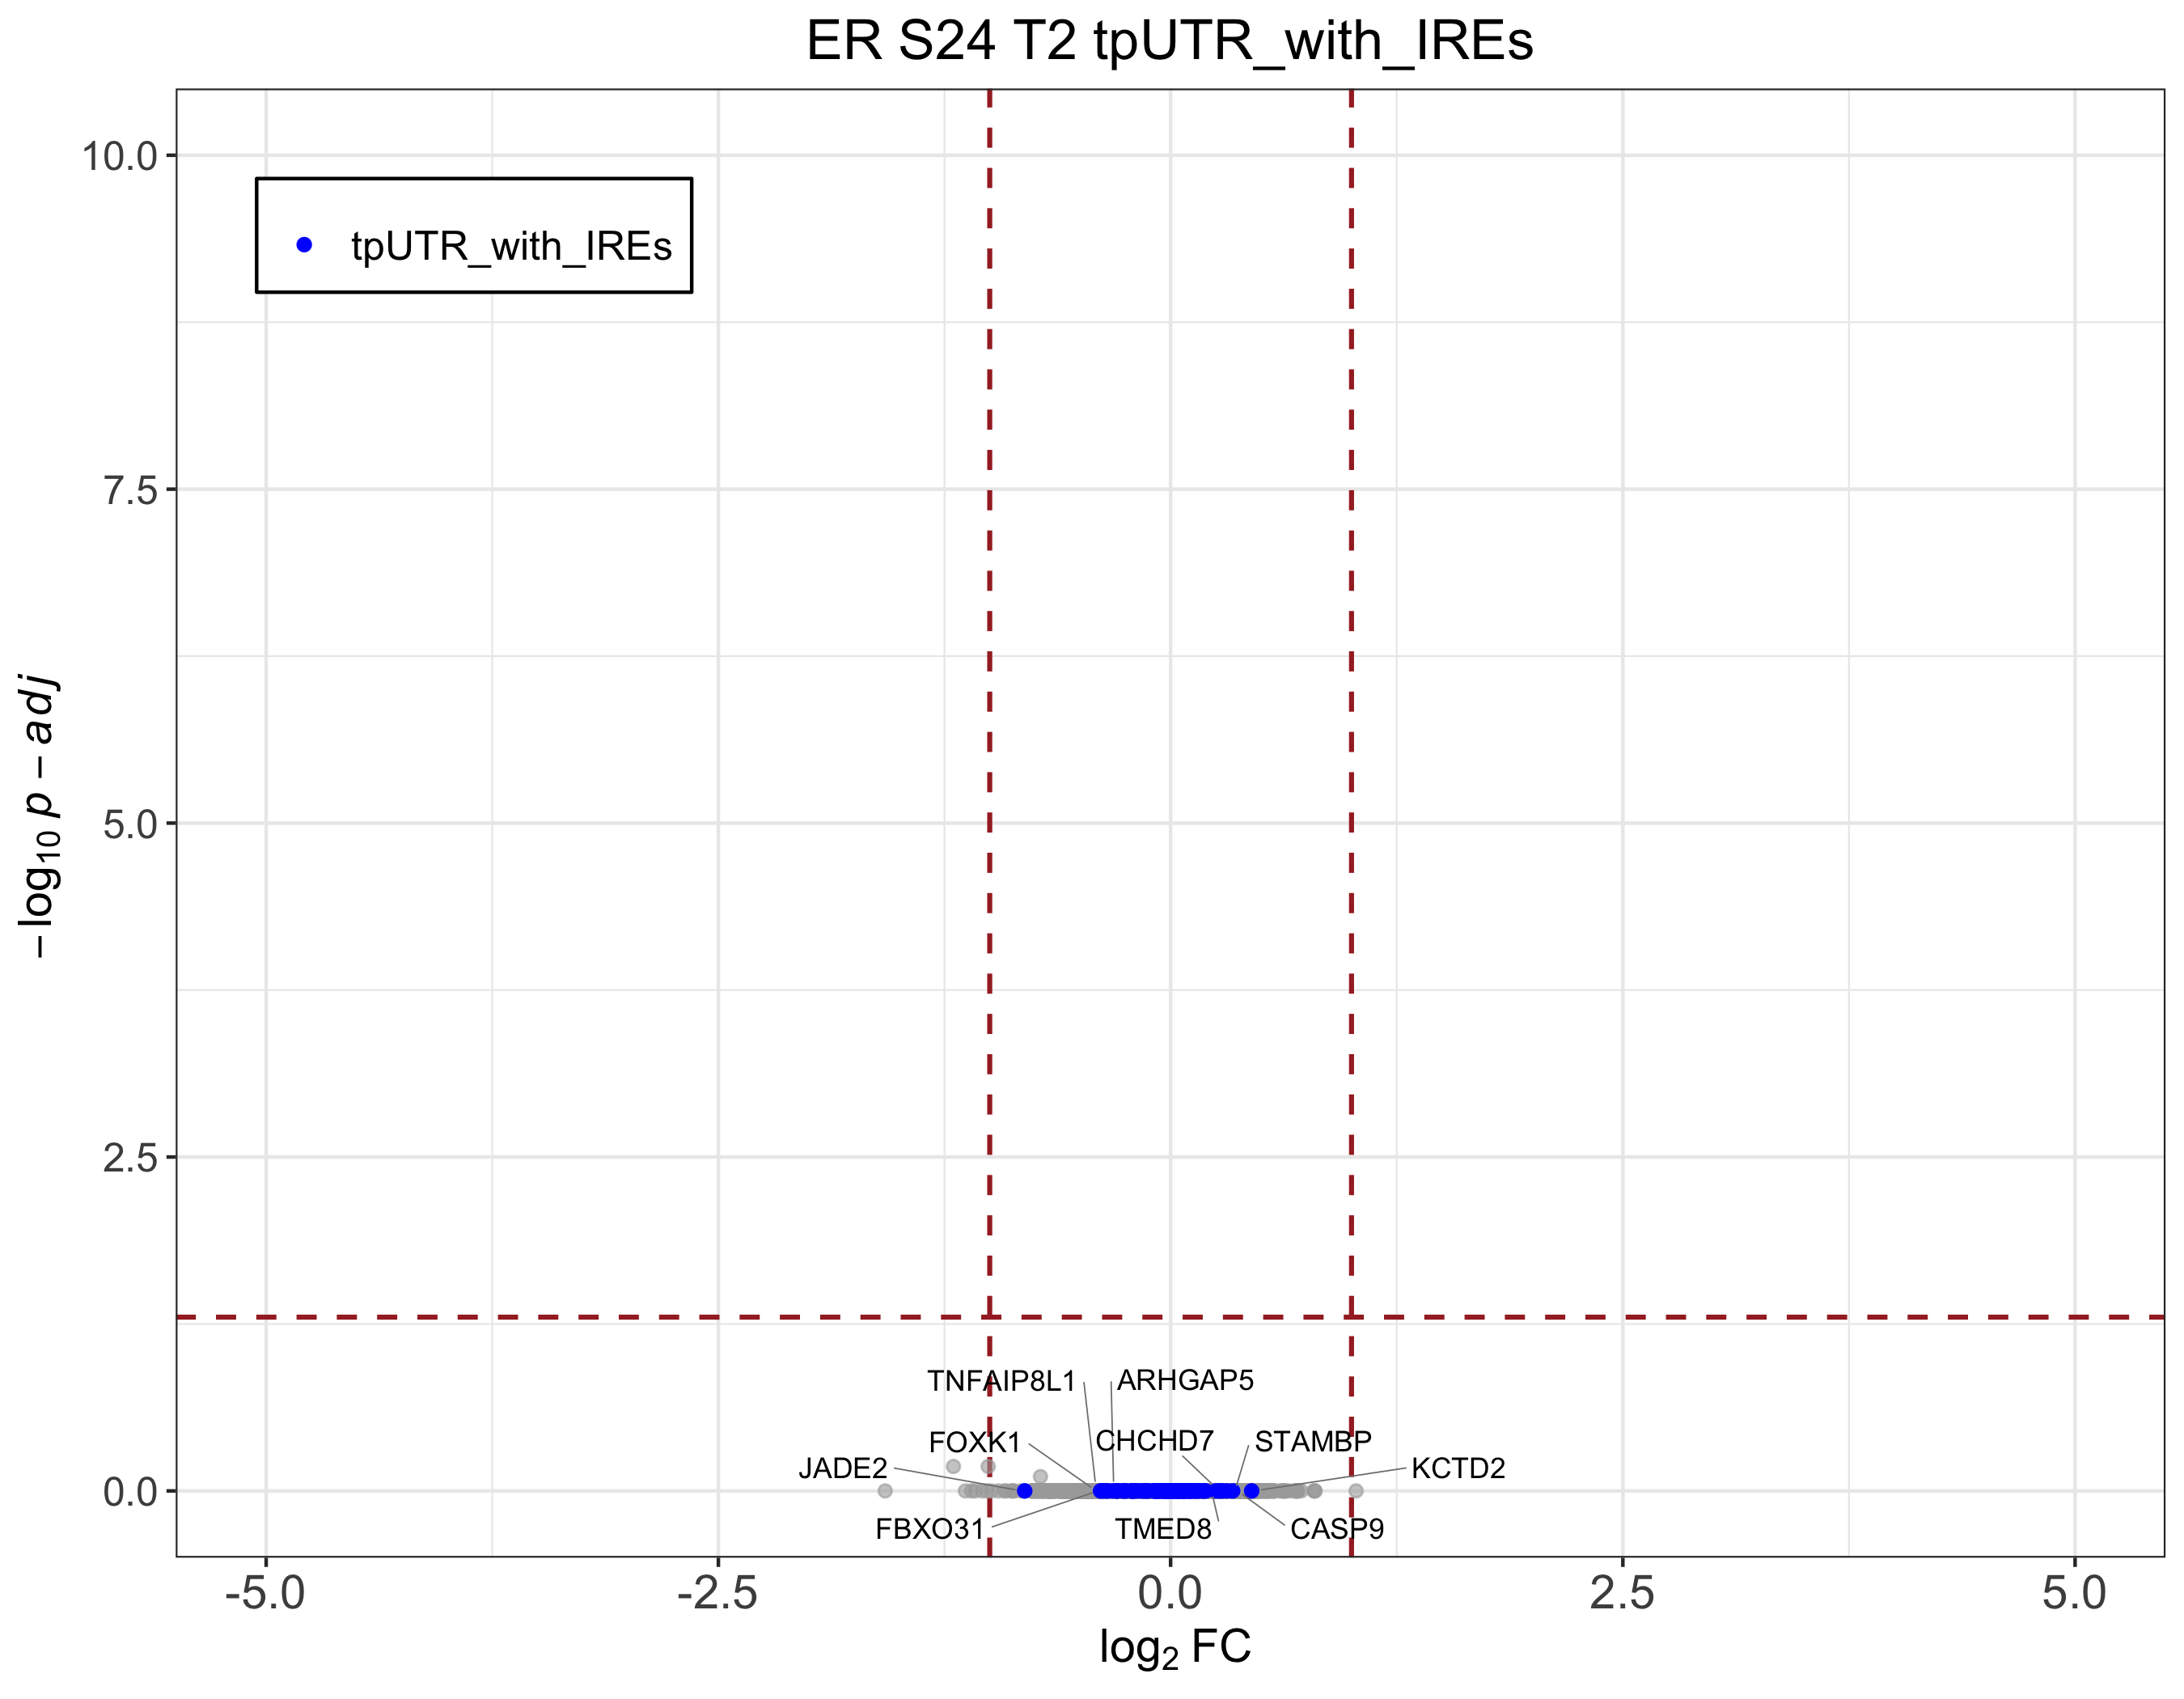 ER S24 T2 tpUTR_with_IREs
10.0
tpUTR_with_IREs
7.5
5.0
2.5
0.0
−log10 p − adj
TNFAIP8L1
ARHGAP5
FOXK1
CHCHD7
STAMBP
JADE2
KCTD2
FBXO31
TMED8
CASP9
-5.0
-2.5
0.0
2.5
5.0
log2 FC